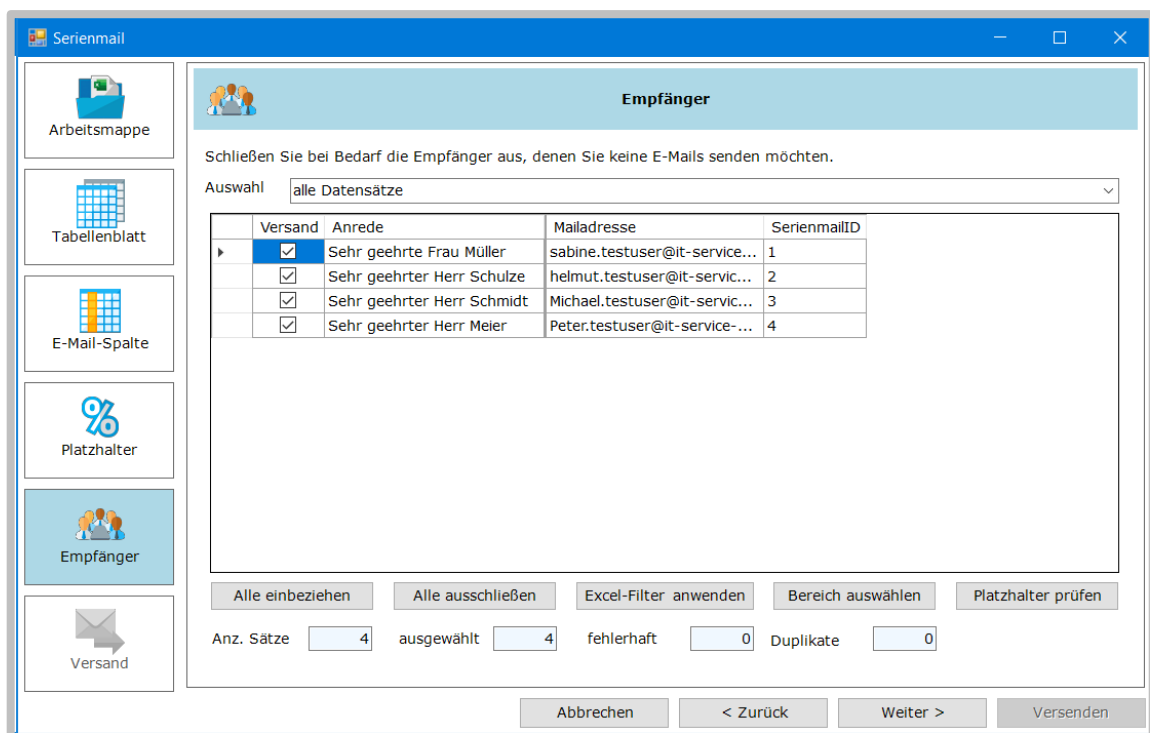 Serienmail
Arbeitsmappe
Tabellenblatt
E-Mail-Spalte
Platzhalter
Empfänger
Versand
Empfänger
Schließen Sie bei Bedarf die Empfänger aus, denen Sie keine E-Mails senden möchten.
Auswahl alle Datensätze
Versand Anrede Mailadresse SerienmailID
Sehr geehrte Frau Müller sabine.testuser@it-service... 1
Sehr geehrter Herr Schulze helmut.testuser@it-servic... 2
Sehr geehrter Herr Schmidt Michael.testuser@it-servic... 3
Sehr geehrter Herr Meier Peter.testuser@it-service-... 4
Alle einbeziehen Alle ausschließen Excel-Filter anwenden Bereich auswählen Platzhalter prüfen
Anz. Sätze 4 ausgewählt 4 fehlerhaft 0 Duplikate 0
Abbrechen < Zurück Weiter > Versenden